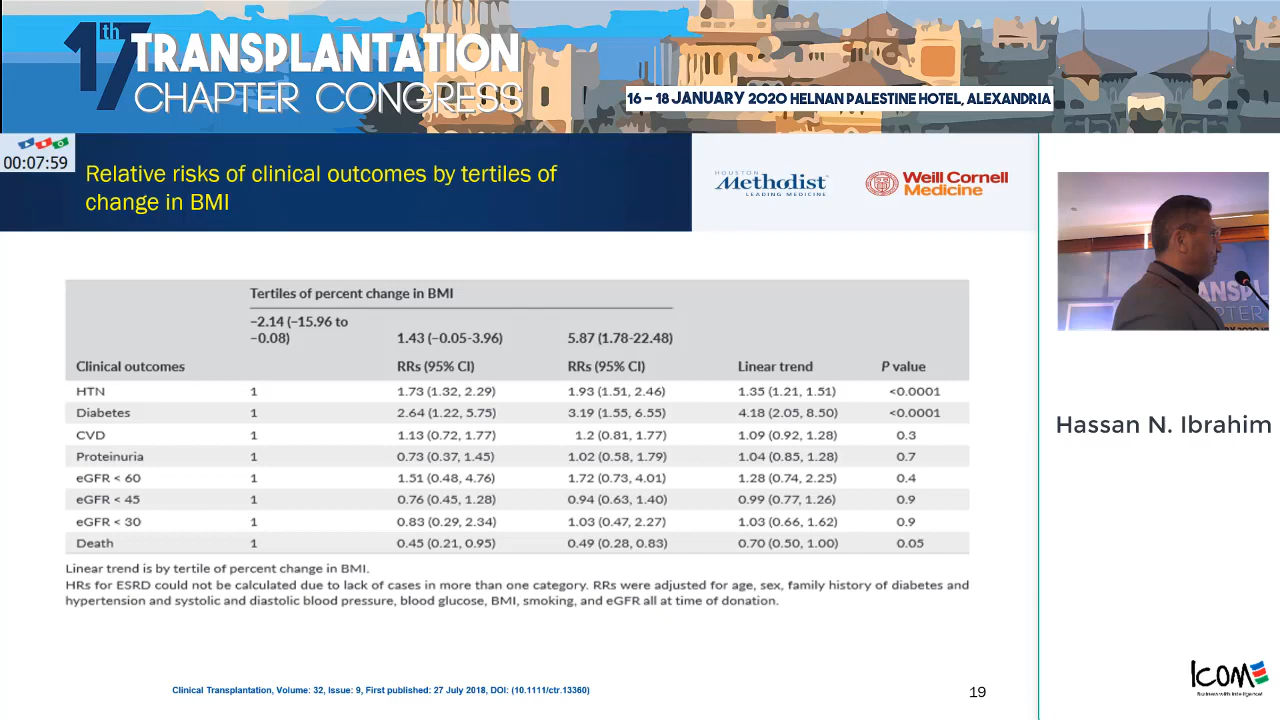 17th TRANSPLANTATION
CHAPTER CONGRESS
16 – 18 JANUARY 2020 HELNAN PALESTINE HOTEL, ALEXANDRIA
00:07:59
Relative risks of clinical outcomes by tertiles of
change in BMI
HOUSTON
Methodist
LEADING MEDICINE
Weill Cornell
Medicine
Tertiles of percent change in BMI
−2.14 (−15.96 to
−0.08) 1.43 (−0.05-3.96) 5.87 (1.78-22.48)
Clinical outcomes RRs (95% CI) RRs (95% CI) Linear trend P value
HTN 1 1.73 (1.32, 2.29) 1.93 (1.51, 2.46) 1.35 (1.21, 1.51) <0.0001
Diabetes 1 2.64 (1.22, 5.75) 3.19 (1.55, 6.55) 4.18 (2.05, 8.50) <0.0001
CVD 1 1.13 (0.72, 1.77) 1.2 (0.81, 1.77) 1.09 (0.92, 1.28) 0.3
Proteinuria 1 0.73 (0.37, 1.45) 1.02 (0.58, 1.79) 1.04 (0.85, 1.28) 0.7
eGFR < 60 1 1.51 (0.48, 4.76) 1.72 (0.73, 4.01) 1.28 (0.74, 2.25) 0.4
eGFR < 45 1 0.76 (0.45, 1.28) 0.94 (0.63, 1.40) 0.99 (0.77, 1.26) 0.9
eGFR < 30 1 0.83 (0.29, 2.34) 1.03 (0.47, 2.27) 1.03 (0.66, 1.62) 0.9
Death 1 0.45 (0.21, 0.95) 0.49 (0.28, 0.83) 0.70 (0.50, 1.00) 0.05
Linear trend is by tertile of percent change in BMI.
HRs for ESRD could not be calculated due to lack of cases in more than one category. RRs were adjusted for age, sex, family history of diabetes and
hypertension and systolic and diastolic blood pressure, blood glucose, BMI, smoking, and eGFR all at time of donation.
Clinical Transplantation, Volume: 32, Issue: 9, First published: 27 July 2018, DOI: (10.1111/ctr.13360)
19
ANSPL
Hassan N. Ibrahim
ICOM
Business with Intelligence!